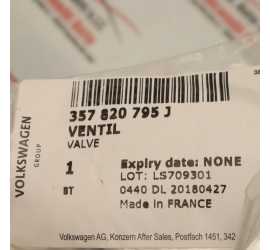 357 820 795 J
VENTIL
VALVE
VOLKSWAGEN
GROUP
1
BT
Expiry date: NONE
LOT: LS709301
0440 DL 20180427
Made in FRANCE
Volkswagen AG, Konzern After Sales, Postfach 1451, 342